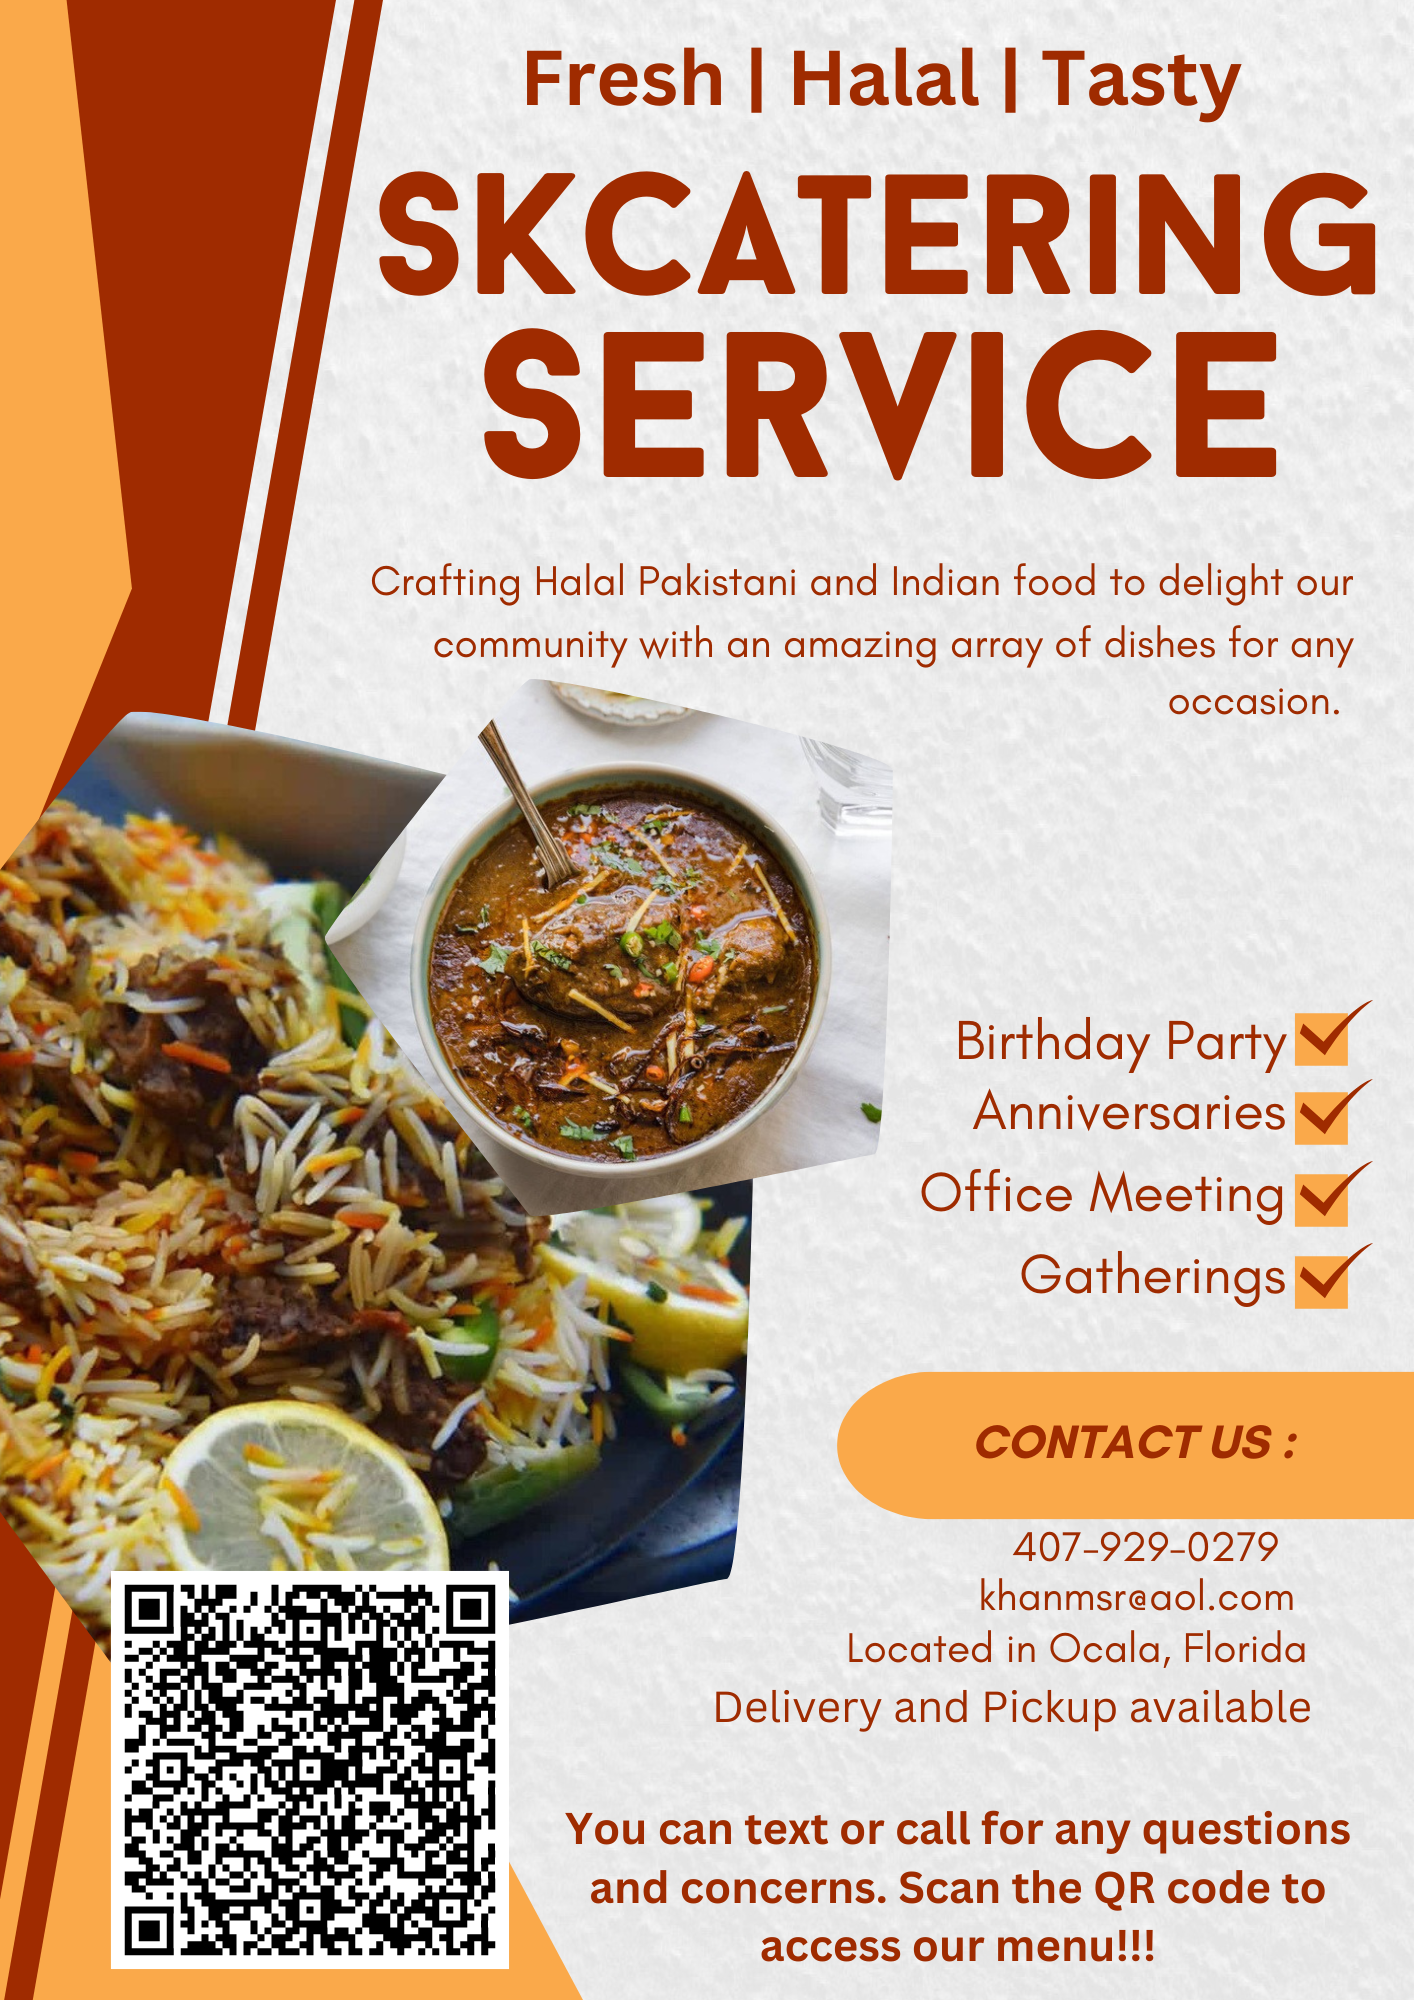 Fresh | Halal | Tasty
SKCATERING
SERVICE
Crafting Halal Pakistani and Indian food to delight our
community with an amazing array of dishes for any
occasion.
Birthday Party
Anniversaries
Office Meeting
Gatherings
CONTACT US :
407-929-0279
khanmsr@aol.com
Located in Ocala, Florida
Delivery and Pickup available
You can text or call for any questions
and concerns. Scan the QR code to
access our menu!!!